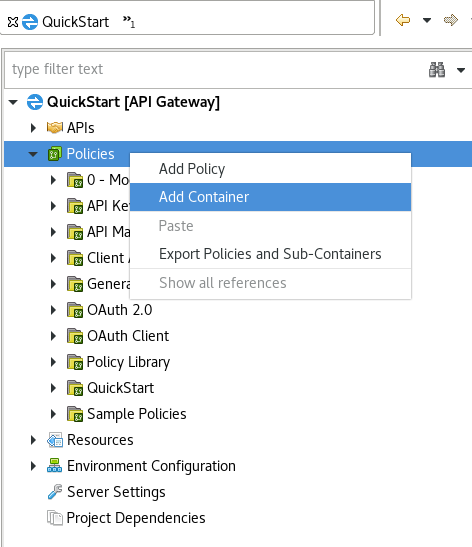 QuickStart
1
type filter text
QuickStart [API Gateway]
APIs
Policies
Add Policy
0 - Mo
Add Container
API Ke
API Ma
Paste
Client A
Export Policies and Sub-Containers
Genera
Show all references
OAuth 2.0
OAuth Client
Policy Library
QuickStart
Sample Policies
Resources
Environment Configuration
Server Settings
Project Dependencies